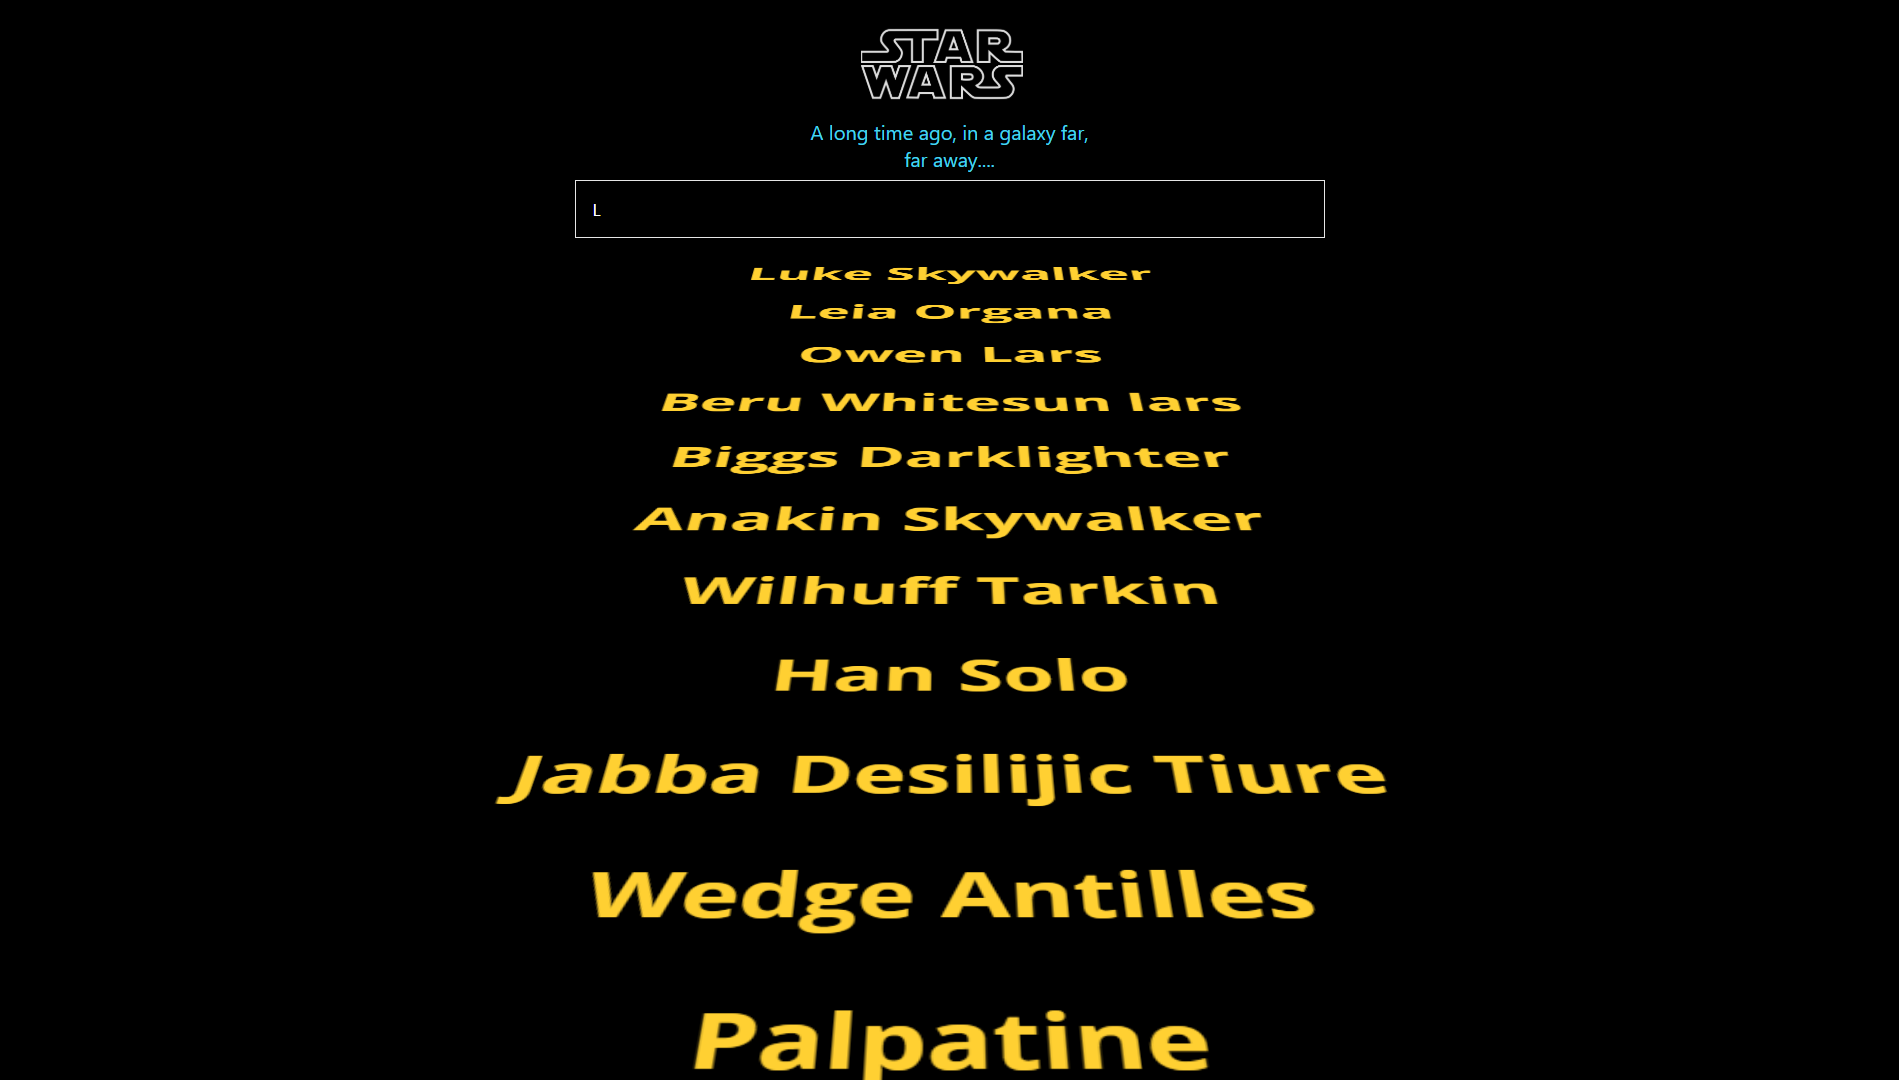 STAR
WARS
A long time ago, in a galaxy far,
far away....
L
Luke Skywalker
Leia Organa
Owen Lars
Beru Whitesun lars
Biggs Darklighter
Anakin Skywalker
Wilhuff Tarkin
Han Solo
Jabba Desilijic Tiure
Wedge Antilles
Palpatine